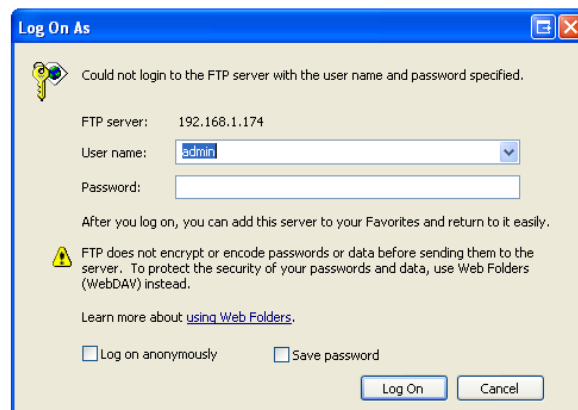 Log On As
Could not login to the FTP server with the user name and password specified.
FTP server: 192.168.1.174
User name: admin
Password:
After you log on, you can add this server to your Favorites and return to it easily.
FTP does not encrypt or encode passwords or data before sending them to the
server. To protect the security of your passwords and data, use Web Folders
(WebDAV) instead.
Learn more about using Web Folders.
Log on anonymously Save password
Log On Cancel